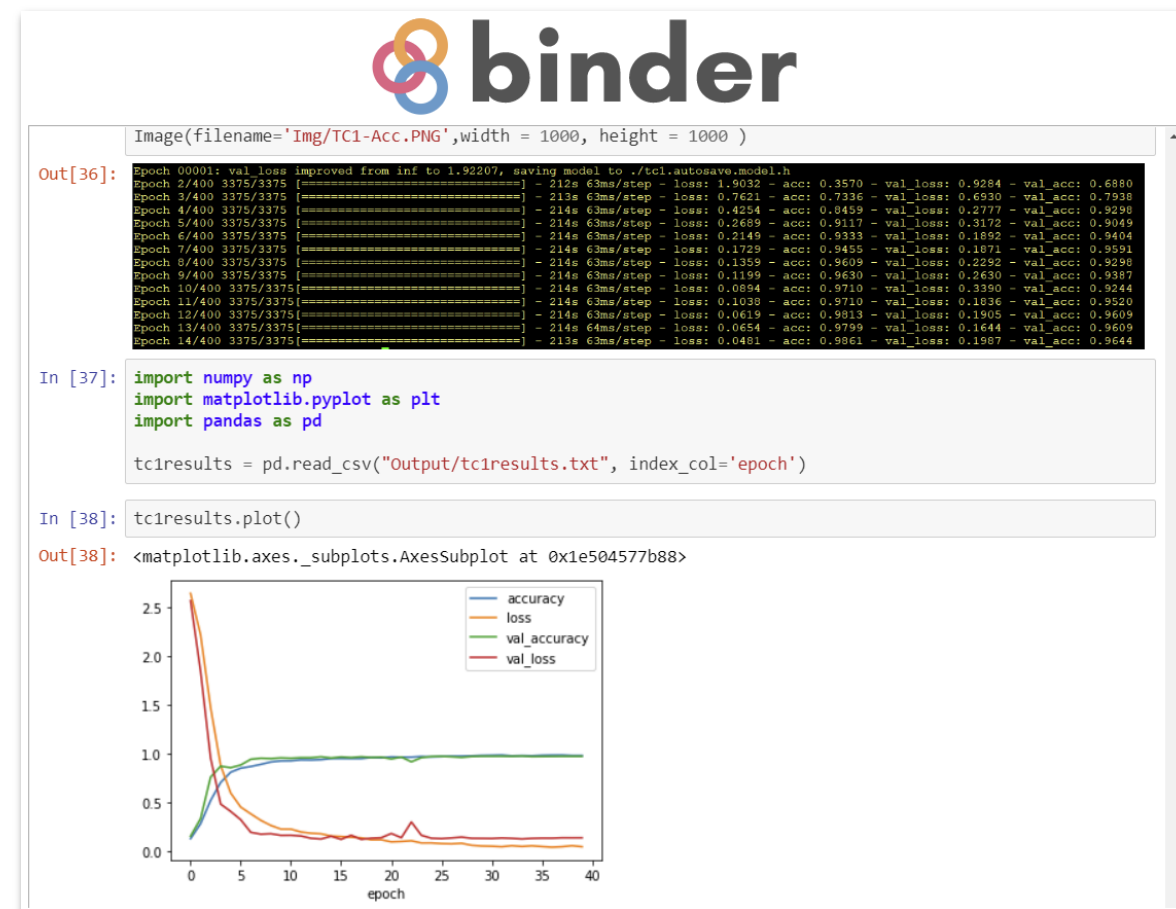 binder
Image(filename='Img/TC1-Acc.PNG',width = 1000, height = 1000 )
Out[36]:
Epoch 00001: val_loss improved from inf to 1.92207, saving model to ./tc1.autosave.model.h
Epoch 2/400 3375/3375 [==============================] - 212s 63ms/step - loss: 1.9032 - acc: 0.3570 - val_loss: 0.9284 - val_acc: 0.6880
Epoch 3/400 3375/3375 [==============================] - 213s 63ms/step - loss: 0.7621 - acc: 0.7336 - val_loss: 0.6930 - val_acc: 0.7938
Epoch 4/400 3375/3375 [==============================] - 214s 63ms/step - loss: 0.4254 - acc: 0.8459 - val_loss: 0.2777 - val_acc: 0.9298
Epoch 5/400 3375/3375 [==============================] - 214s 63ms/step - loss: 0.2689 - acc: 0.9117 - val_loss: 0.3172 - val_acc: 0.9049
Epoch 6/400 3375/3375 [==============================] - 214s 63ms/step - loss: 0.2149 - acc: 0.9333 - val_loss: 0.1892 - val_acc: 0.9404
Epoch 7/400 3375/3375 [==============================] - 214s 63ms/step - loss: 0.1729 - acc: 0.9455 - val_loss: 0.1871 - val_acc: 0.9591
Epoch 8/400 3375/3375 [==============================] - 214s 63ms/step - loss: 0.1359 - acc: 0.9609 - val_loss: 0.2292 - val_acc: 0.9298
Epoch 9/400 3375/3375 [==============================] - 214s 63ms/step - loss: 0.1199 - acc: 0.9630 - val_loss: 0.2630 - val_acc: 0.9387
Epoch 10/400 3375/3375[==============================] - 214s 63ms/step - loss: 0.0894 - acc: 0.9710 - val_loss: 0.3390 - val_acc: 0.9244
Epoch 11/400 3375/3375[==============================] - 214s 63ms/step - loss: 0.1038 - acc: 0.9710 - val_loss: 0.1836 - val_acc: 0.9520
Epoch 12/400 3375/3375[==============================] - 214s 63ms/step - loss: 0.0619 - acc: 0.9813 - val_loss: 0.1905 - val_acc: 0.9609
Epoch 13/400 3375/3375[==============================] - 214s 64ms/step - loss: 0.0654 - acc: 0.9799 - val_loss: 0.1644 - val_acc: 0.9609
Epoch 14/400 3375/3375[==============================] - 213s 63ms/step - loss: 0.0481 - acc: 0.9861 - val_loss: 0.1987 - val_acc: 0.9644
In [37]: import numpy as np
import matplotlib.pyplot as plt
import pandas as pd
tc1results = pd.read_csv("Output/tc1results.txt", index_col='epoch')
In [38]: tc1results.plot()
Out[38]: <matplotlib.axes._subplots.AxesSubplot at 0x1e504577b88>
accuracy
loss
val_accuracy
val_loss
2.5
2.0
1.5
1.0
0.5
0.0
0 5 10 15 20 25 30 35 40
epoch